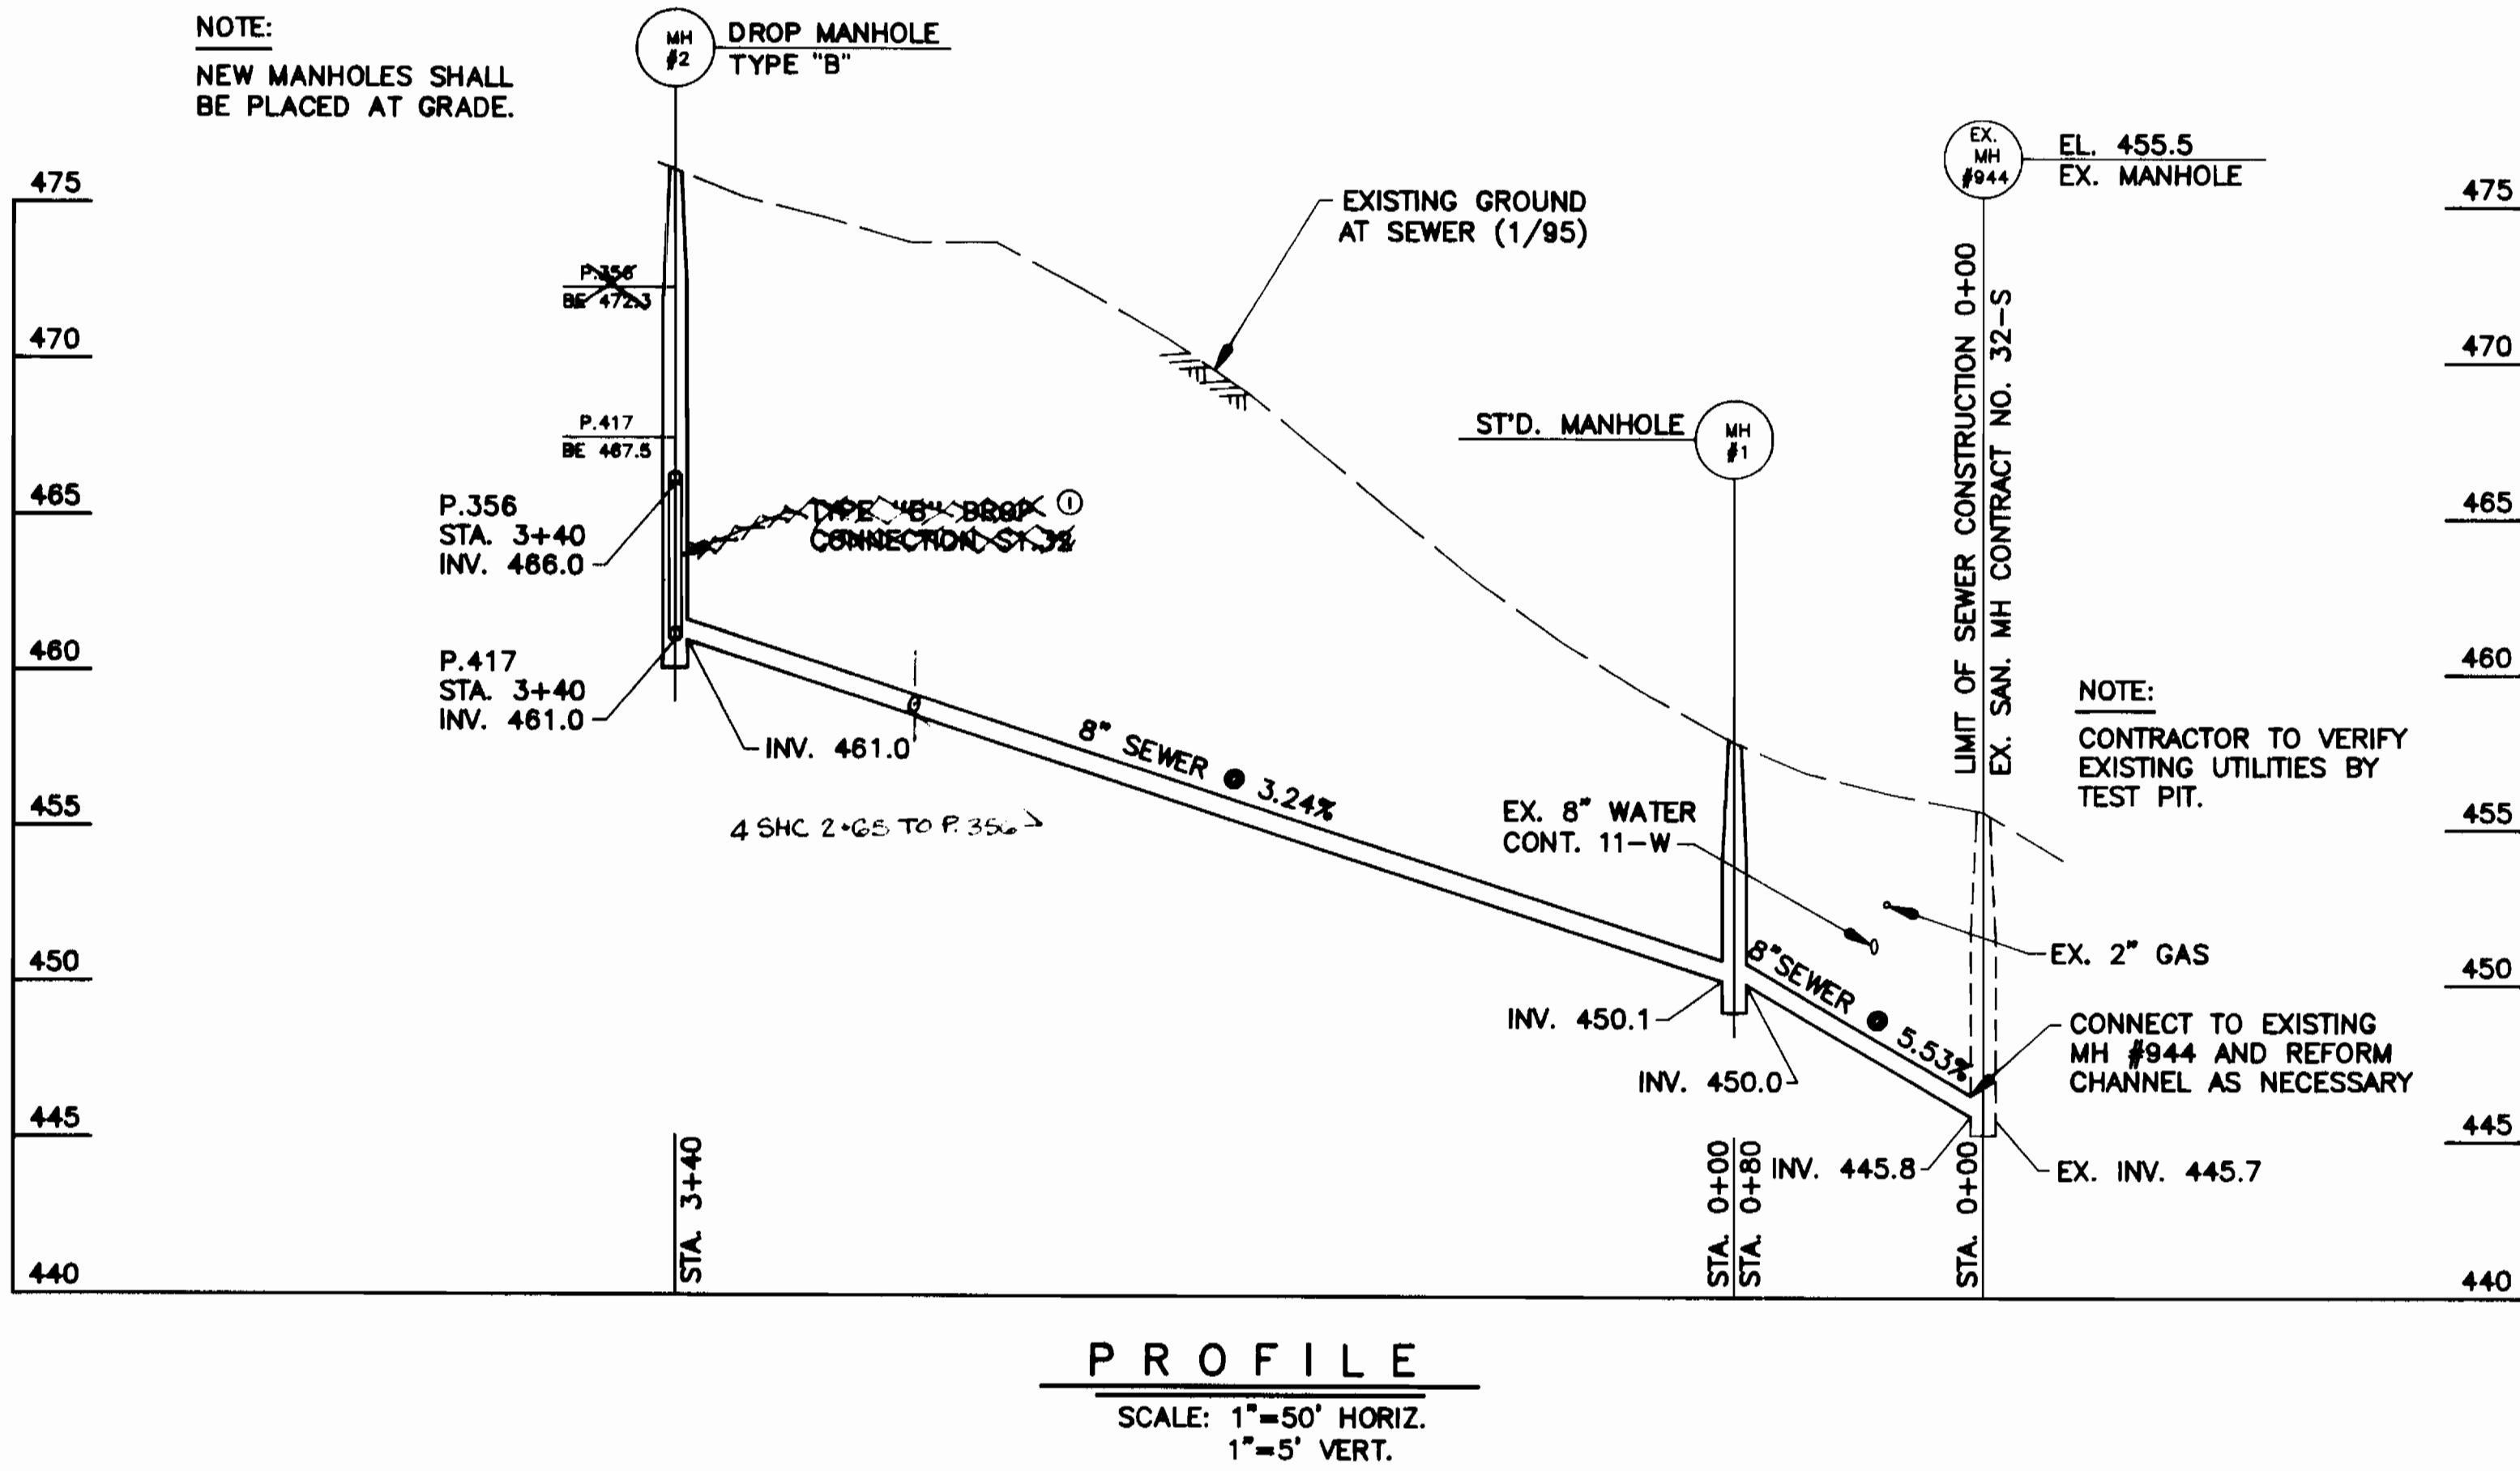 NOTE:
NEW MANHOLES SHALL
BE PLACED AT GRADE.
MH
#2
DROP MANHOLE
TYPE "B"
EX.
MH
#944
EL. 455.5
EX. MANHOLE
EXISTING GROUND
AT SEWER (1/95)
475
470
465
460
455
450
445
440
P.356
BE 472.3
P.417
BE 467.5
P.356
STA. 3+40
INV. 466.0
TYPE "B" DROP
CONNECTION ST.32
1
P.417
STA. 3+40
INV. 461.0
INV. 461.0
8" SEWER @ 3.24%
4 SHC 2+65 TO P.356
ST'D. MANHOLE
MH
#1
LIMIT OF SEWER CONSTRUCTION 0+00
EX. SAN. MH CONTRACT NO. 32-S
475
470
465
460
455
450
445
440
NOTE:
CONTRACTOR TO VERIFY
EXISTING UTILITIES BY
TEST PIT.
EX. 8" WATER
CONT. 11-W
EX. 2" GAS
8" SEWER @ 5.53%
INV. 450.1
INV. 450.0
CONNECT TO EXISTING
MH #944 AND REFORM
CHANNEL AS NECESSARY
INV. 445.8
EX. INV. 445.7
STA. 3+40
STA. 0+00
STA. 0+80
STA. 0+00
PROFILE
SCALE: 1"=50' HORIZ.
1"=5' VERT.